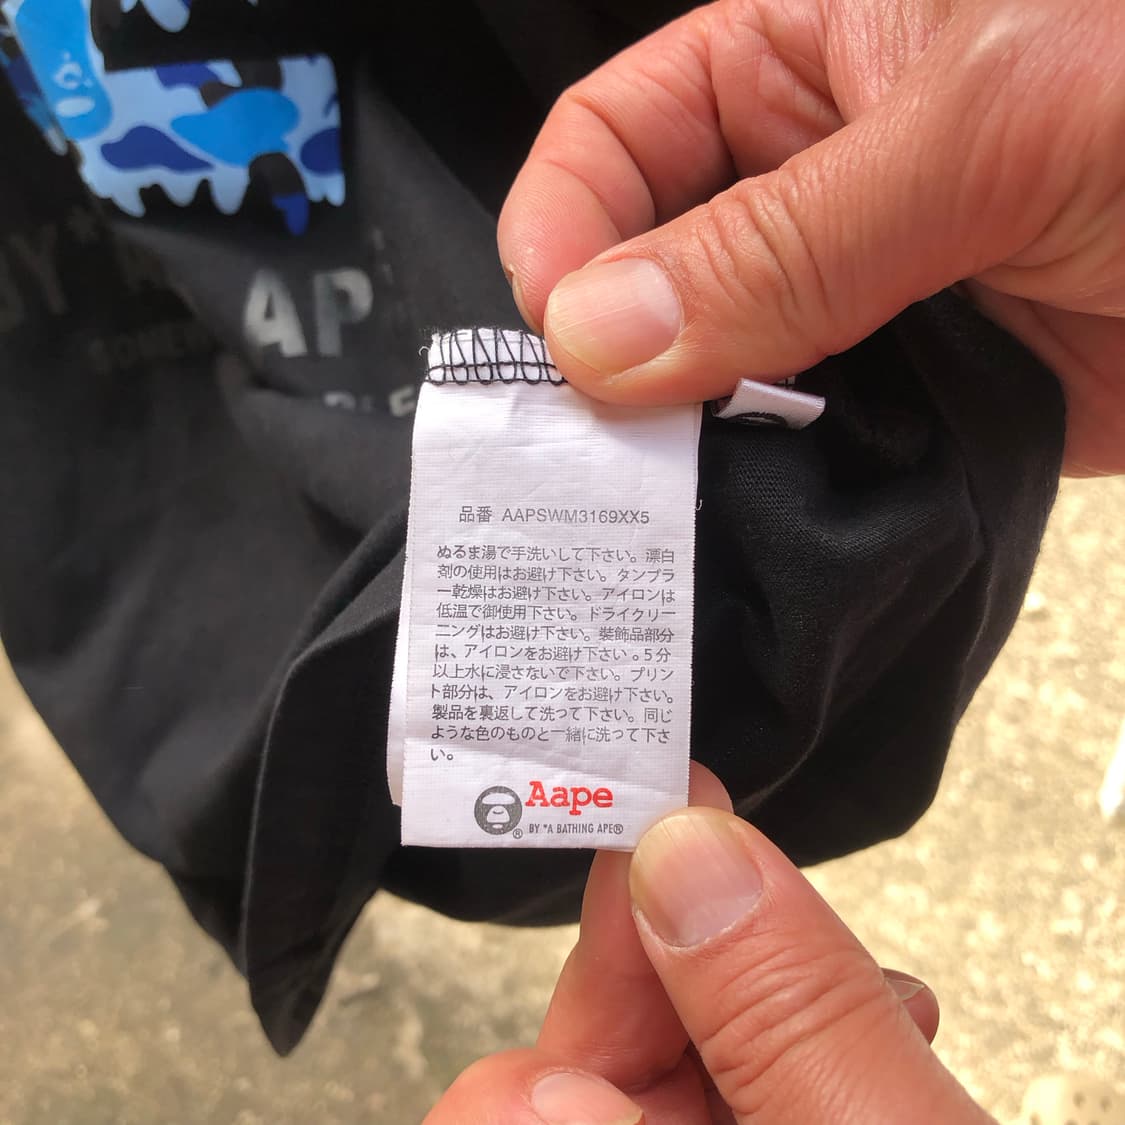 AP
品番 AAPSWM3169XX5
ぬるま湯で手洗いして下さい。漂白
剤の使用はお避け下さい。タンブラ
ー乾燥はお避け下さい。アイロンは
低温で御使用下さい。ドライクリー
ニングはお避け下さい。裝飾品部分
は、アイロンをお避け下さい。5分
以上水に浸さないで下さい。プリン
ト部分は、アイロンをお避け下さい。
製品を裏返して洗って下さい。同じ
ような色のものと一緒に洗って下さ
い。
Aape
BY *A BATHING APE®